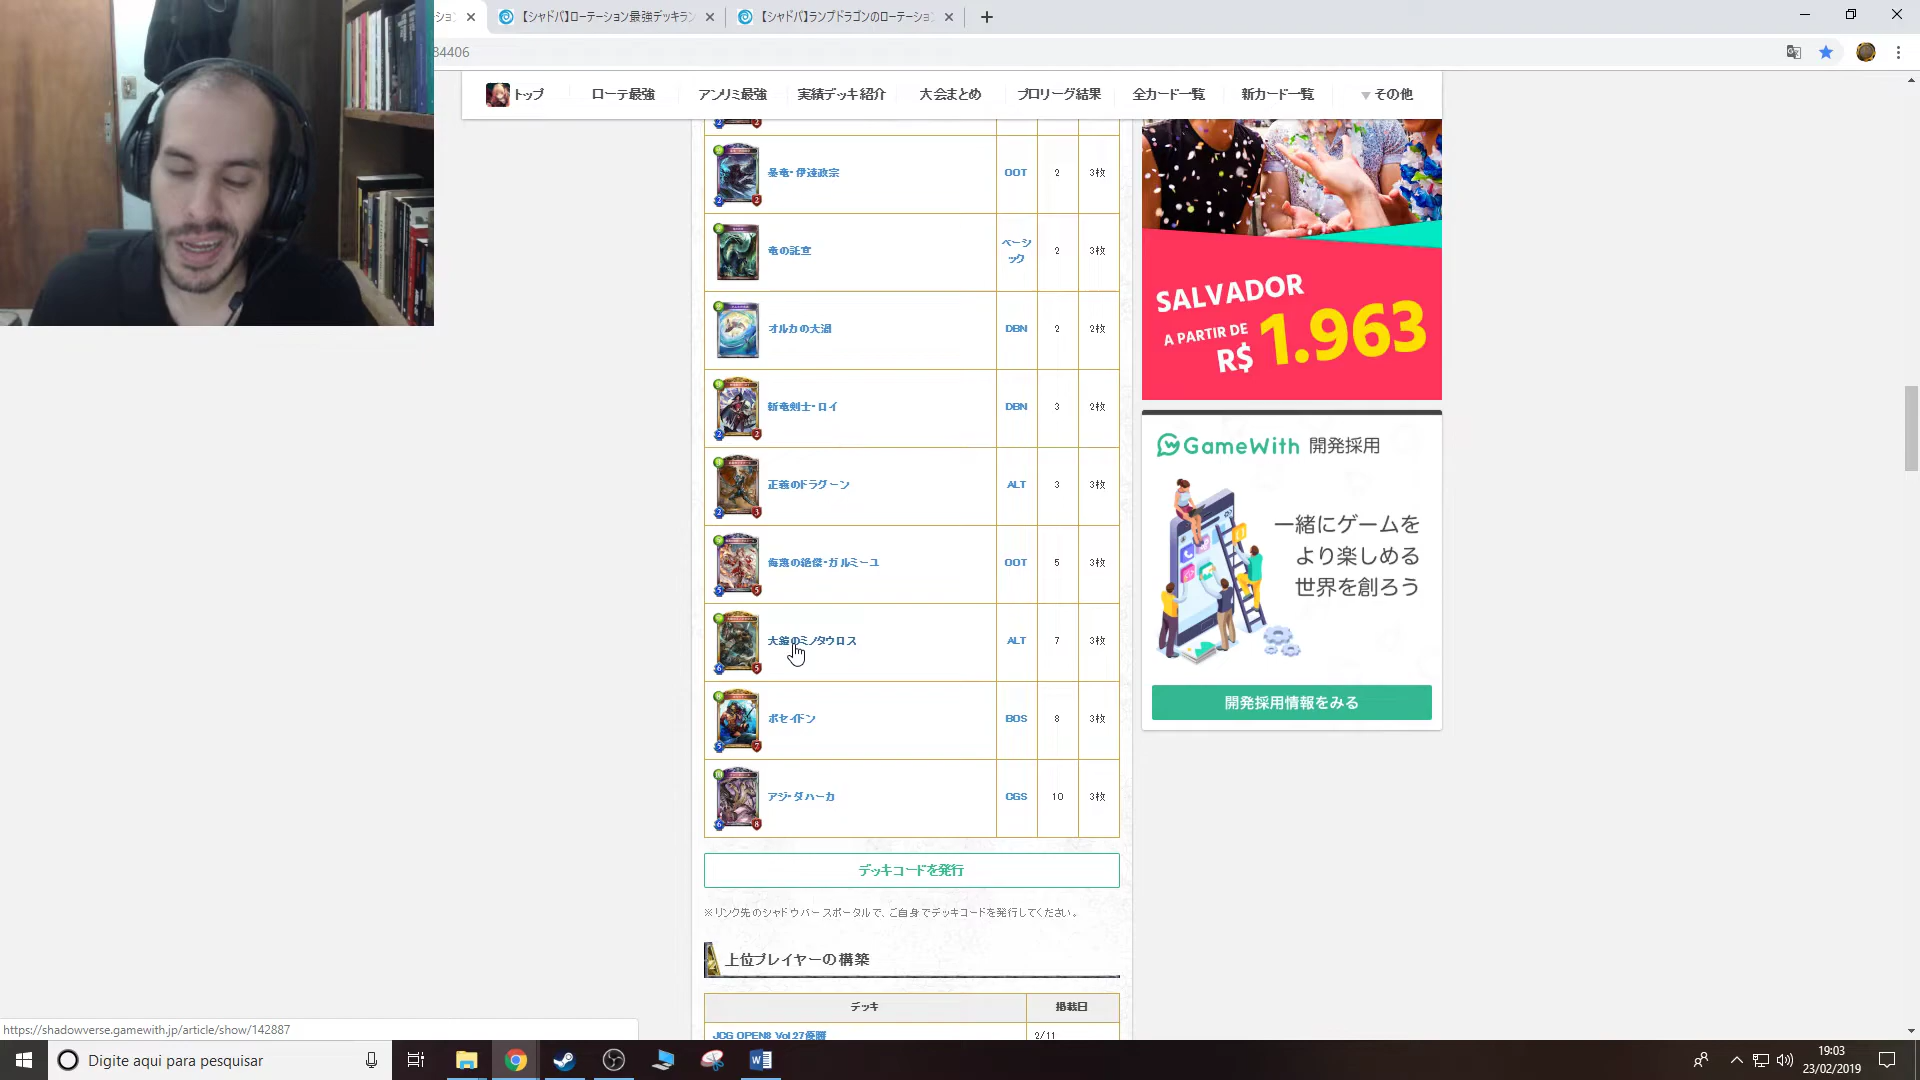 ション
【シャドバ】ローテーション最強デッキラン
【シャドバ】ランプドラゴンのローテーショ
34406
トップ
ローテ最強
アンリミ最強
実績デッキ紹介
大会まとめ
プロリーグ結果
全カード一覧
新カード一覧
▼その他
暴竜・伊達政宗
OOT
2
3枚
竜の託宣
ベーシ
ック
2
3枚
オルカの大渦
DBN
2
2枚
斬竜剣士・ロイ
DBN
3
2枚
正義のドラグーン
ALT
3
3枚
侮蔑の絶傑・ガルミーユ
OOT
5
3枚
大鎧のミノタウロス
ALT
7
3枚
ポセイドン
BOS
8
3枚
アジ・ダハーカ
CGS
10
3枚
デッキコードを発行
※リンク先のシャドウバースポータルで、ご自身でデッキコードを発行してください。
上位プレイヤーの構築
デッキ
掲載日
JCG OPEN8 Vol.27優勝
2/11
SALVADOR
A PARTIR DE
R$ 1.963
GameWith 開発採用
一緒にゲームを
より楽しめる
世界を創ろう
開発採用情報をみる
https://shadowverse.gamewith.jp/article/show/142887
Digite aqui para pesquisar
19:03
23/02/2019